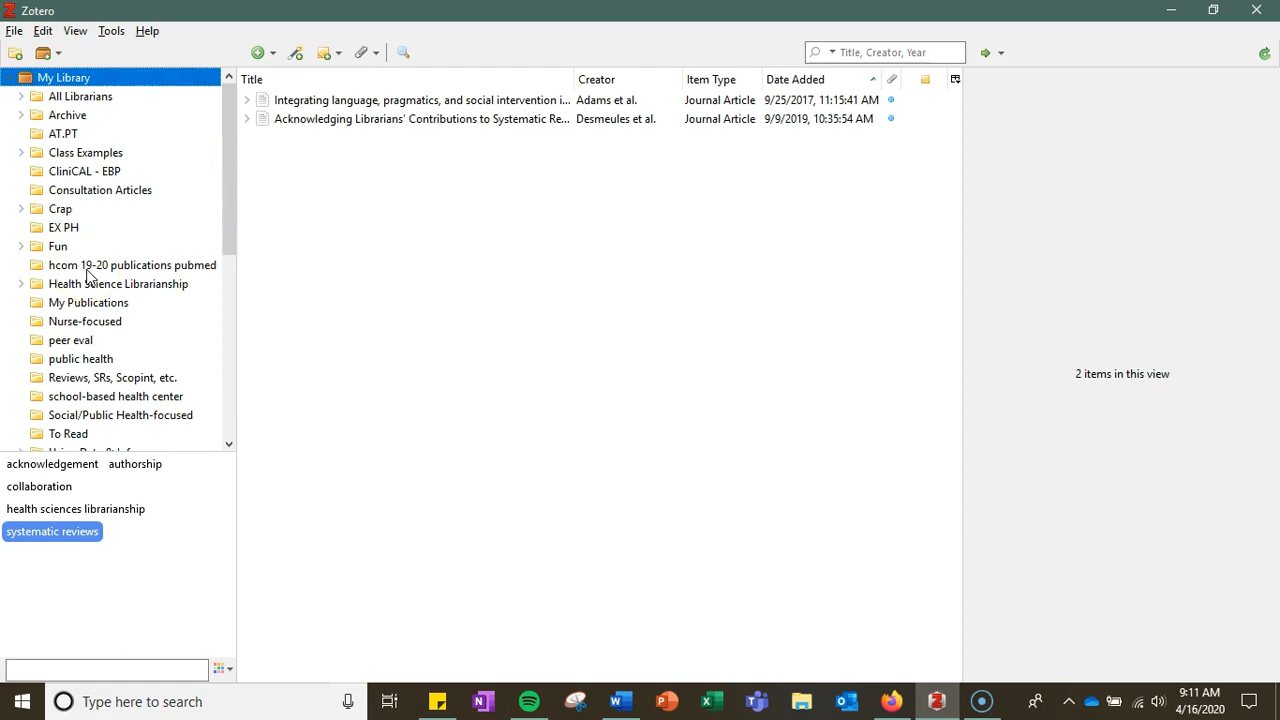 Zotero
File Edit View Tools Help
Title, Creator, Year
My Library
All Librarians
Archive
AT.PT
Class Examples
CliniCAL - EBP
Consultation Articles
Crap
EX PH
Fun
hcom 19-20 publications pubmed
Health Science Librarianship
My Publications
Nurse-focused
peer eval
public health
Reviews, SRs, Scopint, etc.
school-based health center
Social/Public Health-focused
To Read
Title Creator Item Type Date Added
Integrating language, pragmatics, and social intervention i... Adams et al. Journal Article 9/25/2017, 11:15:41 AM
Acknowledging Librarians' Contributions to Systematic Re... Desmeules et al. Journal Article 9/9/2019, 10:35:54 AM
2 items in this view
acknowledgement authorship
collaboration
health sciences librarianship
systematic reviews
Type here to search
9:11 AM
4/16/2020